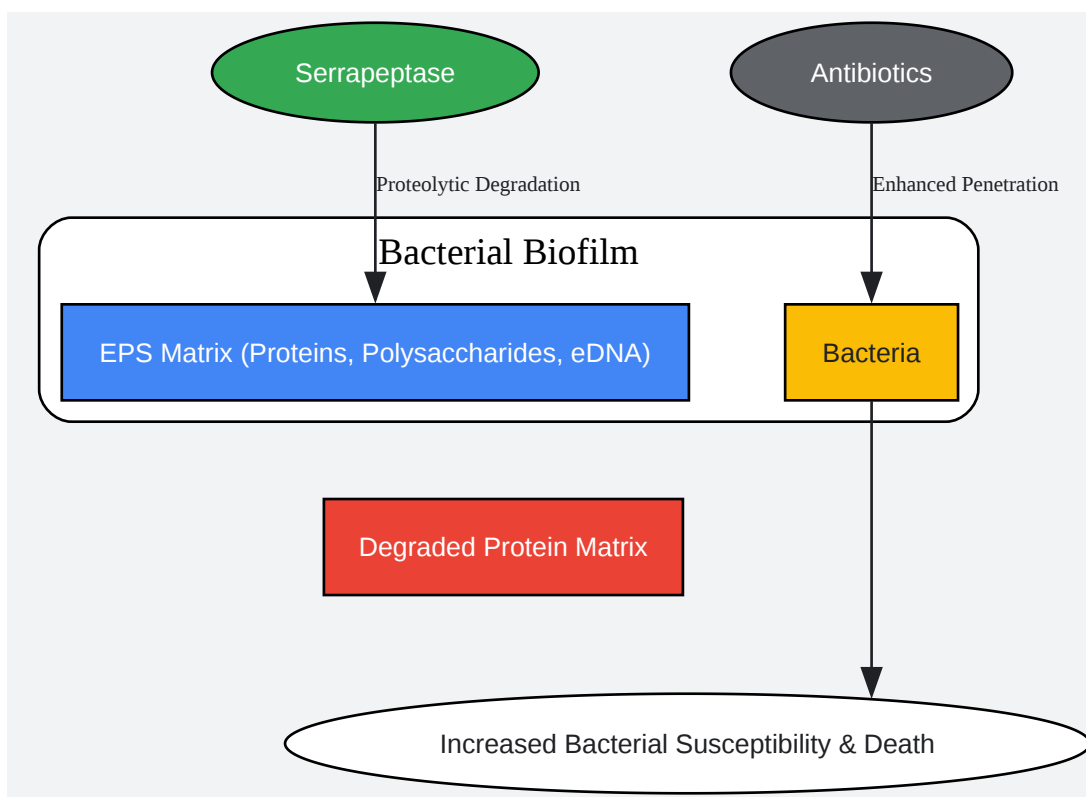 Serrapeptase
Antibiotics
Proteolytic Degradation
Enhanced Penetration
Bacterial Biofilm
EPS Matrix (Proteins, Polysaccharides, eDNA)
Bacteria
Degraded Protein Matrix
Increased Bacterial Susceptibility & Death